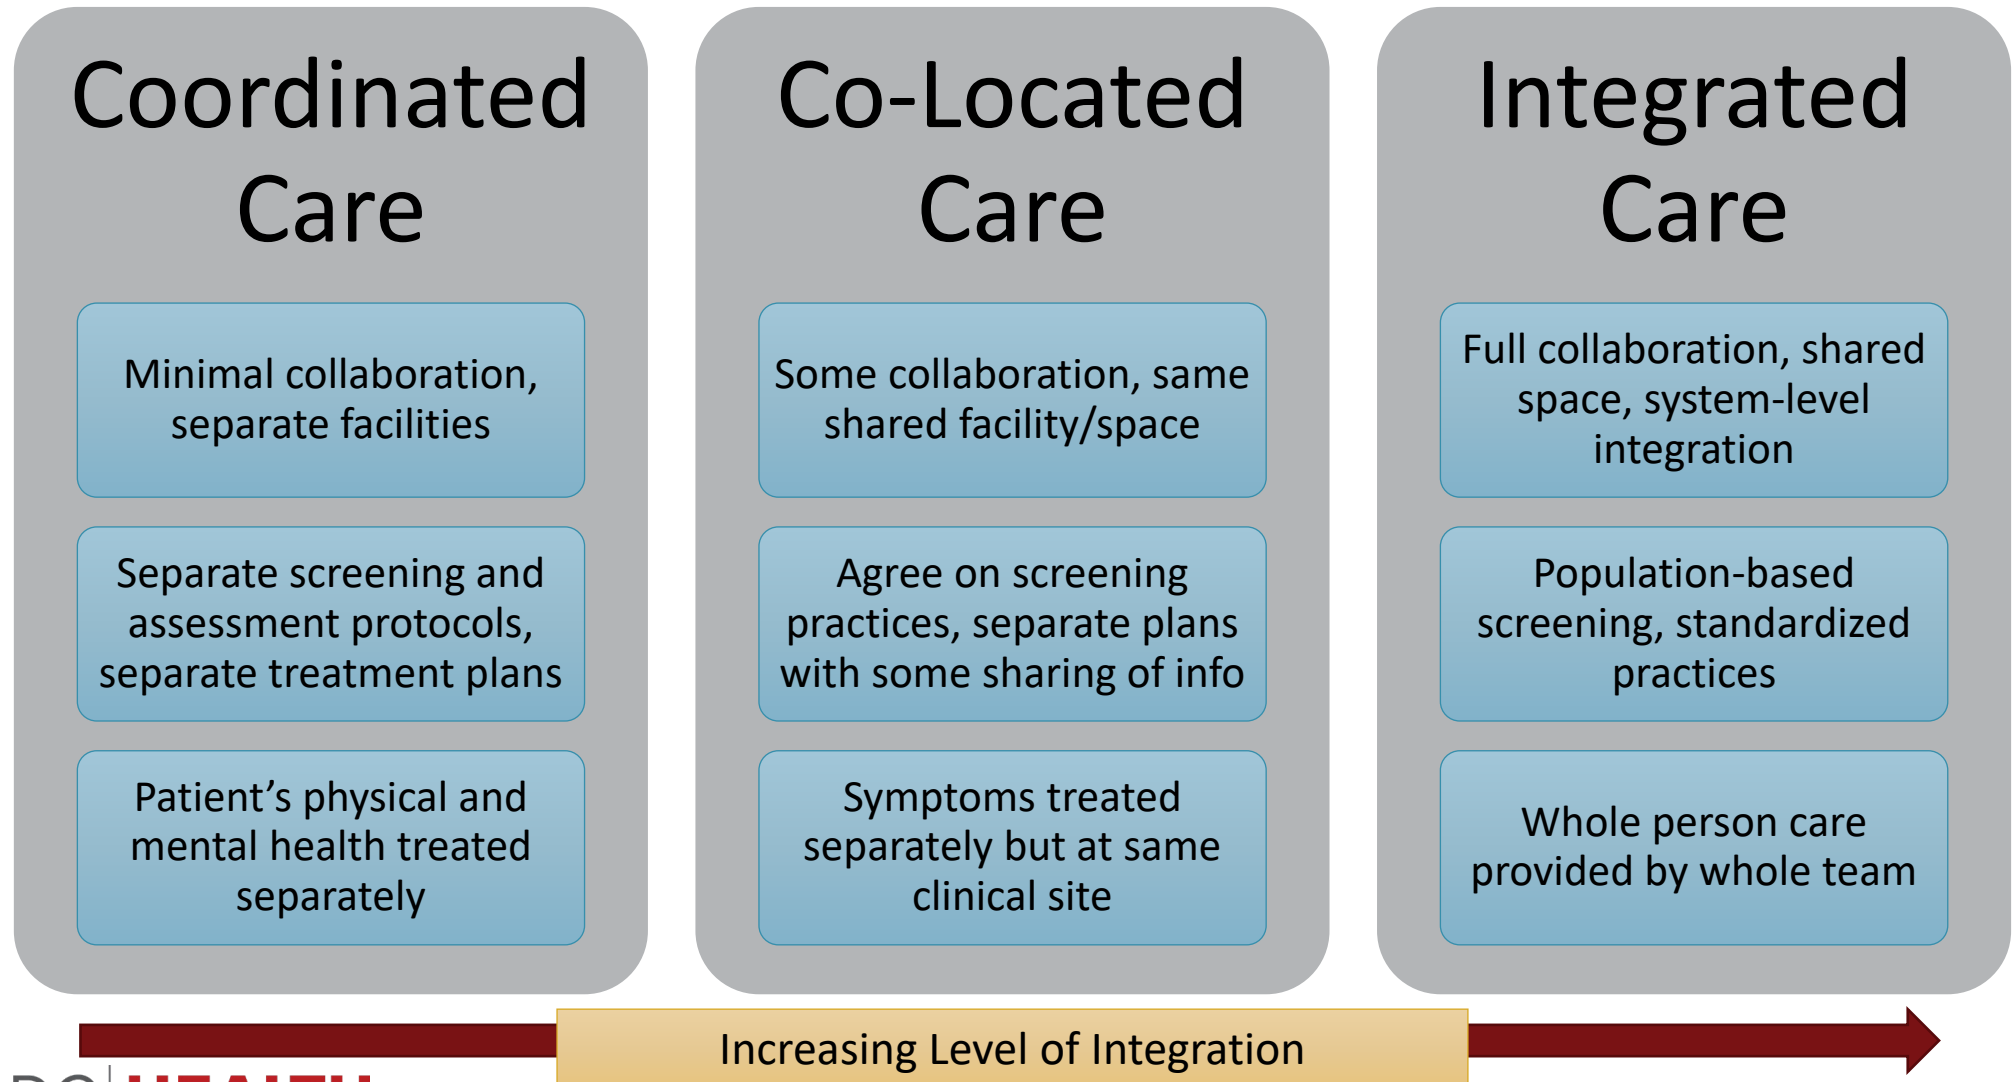 Coordinated
Care
Minimal collaboration,
separate facilities
Separate screening and
assessment protocols,
separate treatment plans
Patient’s physical and
mental health treated
separately
Co-Located
Care
Some collaboration, same
shared facility/space
Agree on screening
practices, separate plans
with some sharing of info
Symptoms treated
separately but at same
clinical site
Integrated
Care
Full collaboration, shared
space, system-level
integration
Population-based
screening, standardized
practices
Whole person care
provided by whole team
Increasing Level of Integration
HEALTH